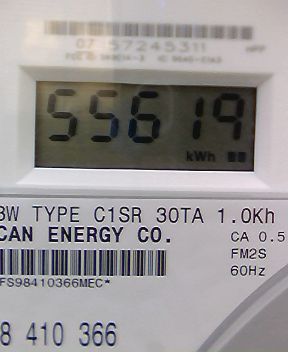 07 57245311
55619
kWh
3W TYPE C1SR 30TA 1.0Kh
CAN ENERGY CO.
CA 0.5
FM2S
60Hz
FS98410366MEC*
8 410 366